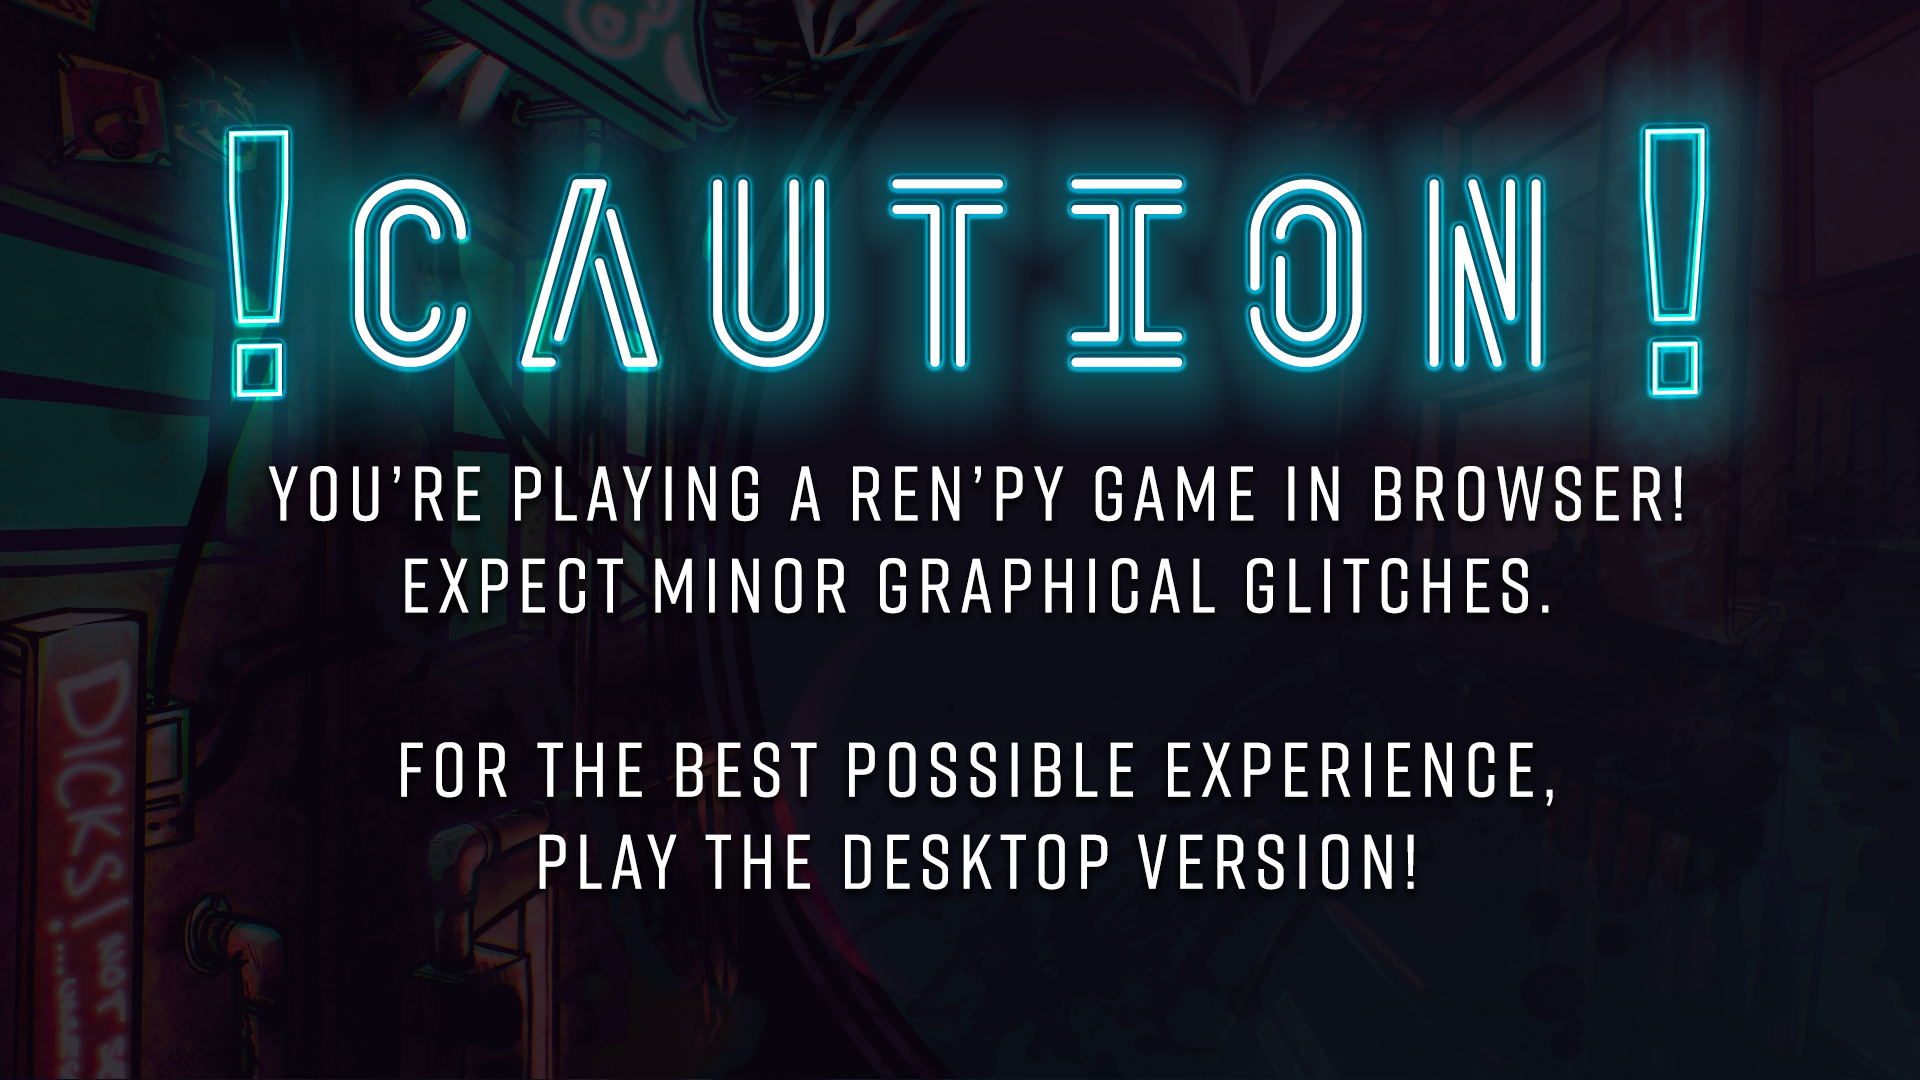 !CAUTION!
YOU'RE PLAYING A REN'PY GAME IN BROWSER!
EXPECT MINOR GRAPHICAL GLITCHES.
FOR THE BEST POSSIBLE EXPERIENCE,
PLAY THE DESKTOP VERSION!
DICKS!
NOT